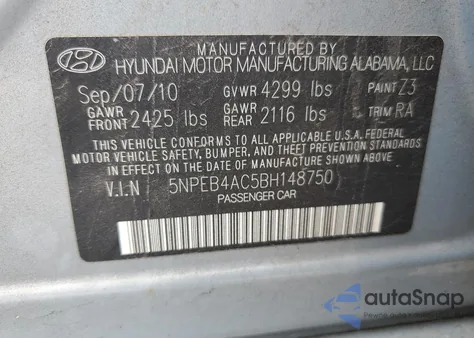 MANUFACTURED BY
HYUNDAI MOTOR MANUFACTURING ALABAMA, LLC
Sep/07/10 GVWR 4299 lbs PAINT Z3
GAWR FRONT 2425 lbs GAWR REAR 2116 lbs TRIM RA
THIS VEHICLE CONFORMS TO ALL APPLICABLE U.S. FEDERAL
MOTOR VEHICLE SAFETY, BUMPER, AND THEFT PREVENTION STANDARDS
IN EFFECT ON THE DATE OF MANUFACTURE SHOWN ABOVE.
V.I.N 5NPEB4AC5BH148750
PASSENGER CAR
autoSnap
POWERED BY